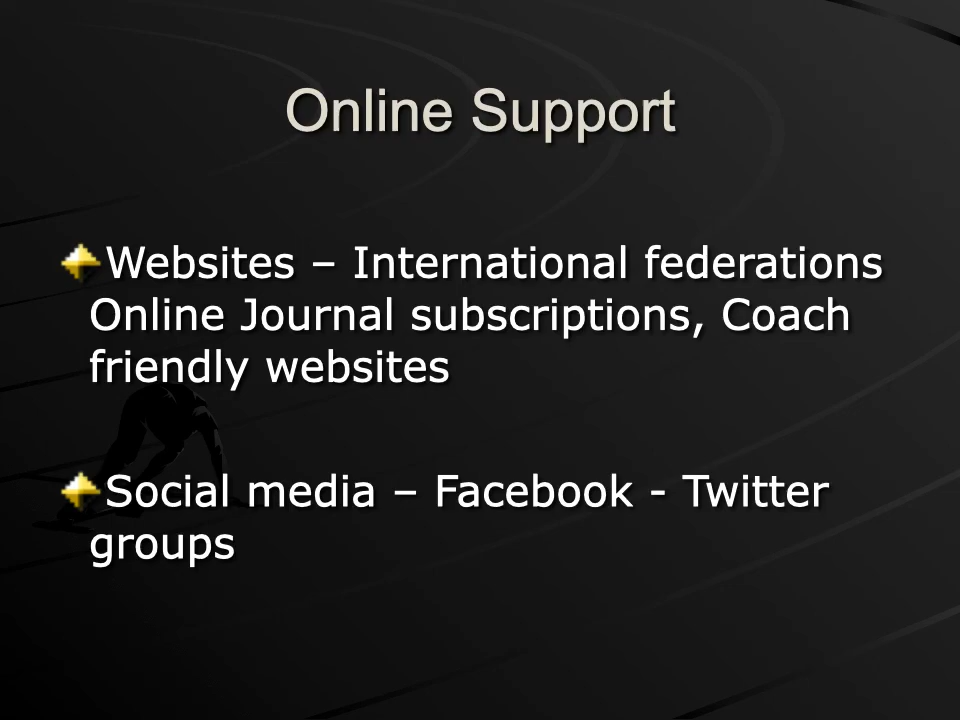 Online Support
Websites – International federations
Online Journal subscriptions, Coach
friendly websites
Social media – Facebook - Twitter
groups